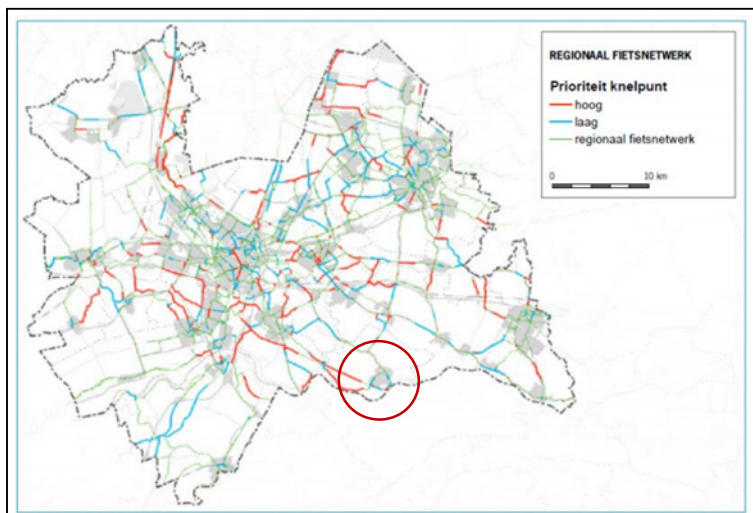 REGIONAAL FIETSNETWERK
Prioriteit knelpunt
hoog
laag
regionaal fietsnetwerk
0 10 km